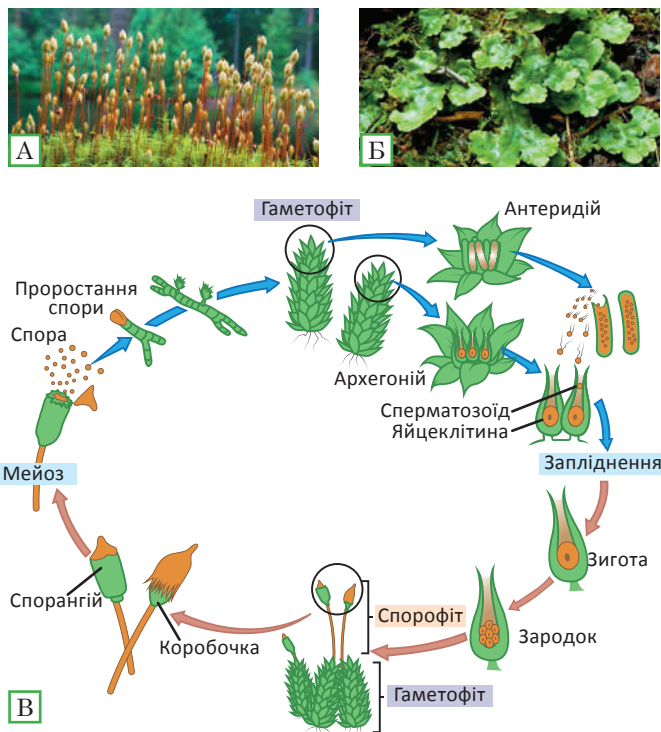 А
Б
Гаметофіт
Антеридій
Проростання
спори
Спора
Архегоній
Сперматозоїд
Яйцеклітина
Мейоз
Запліднення
Зигота
Спорангій
Коробочка
Спорофіт
Зародок
Гаметофіт
В